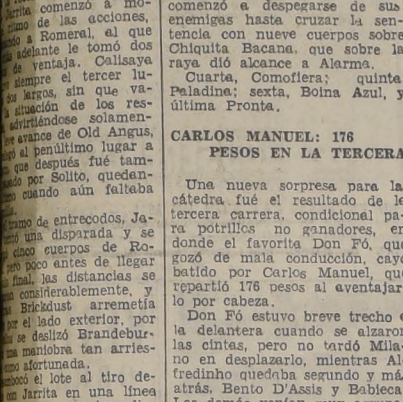 Jarrita comenzó a mo-
ritmo de las acciones,
a Romeral, al que
adelante le tomó dos
de ventaja. Calisaya
siempre el tercer lu-
dos largos, sin que va-
situación de los res-
advirtiéndose solamen-
avance de Old Angus,
el penúltimo lugar a
que después fué tam-
por Solito, quedan-
cuando aún faltaba
tramo de entrecodos, Ja-
una disparada y se
cinco cuerpos de Ro-
pero poco antes de llegar
final, las distancias se
considerablemente, y
Brickdust arremetía
por el lado exterior, por
se deslizó Brandebur-
una maniobra tan arries-
como afortunada.
el lote al tiro de-
con Jarrita en una línea
comenzó a despegarse de sus
enemigas hasta cruzar la sen-
tencia con nueve cuerpos sobre
Chiquita Bacana, que sobre la
raya dió alcance a Alarma.
Cuarta, Comofiera; quinta
Paladina; sexta, Boina Azul, y
última Pronta.
CARLOS MANUEL: 176
PESOS EN LA TERCERA
Una nueva sorpresa para la
cátedra fué el resultado de la
tercera carrera, condicional pa-
ra potrillos no ganadores, en
donde el favorito Don Fó, que
gozó de mala conducción, cayó
batido por Carlos Manuel, que
repartió 176 pesos al aventajar-
lo por cabeza.
Don Fó estuvo breve trecho e
la delantera cuando se alzaron
las cintas, pero no tardó Mila-
no en desplazarlo, mientras Al-
fredinho quedaba segundo y más
atrás, Bento D'Assis y Babieca